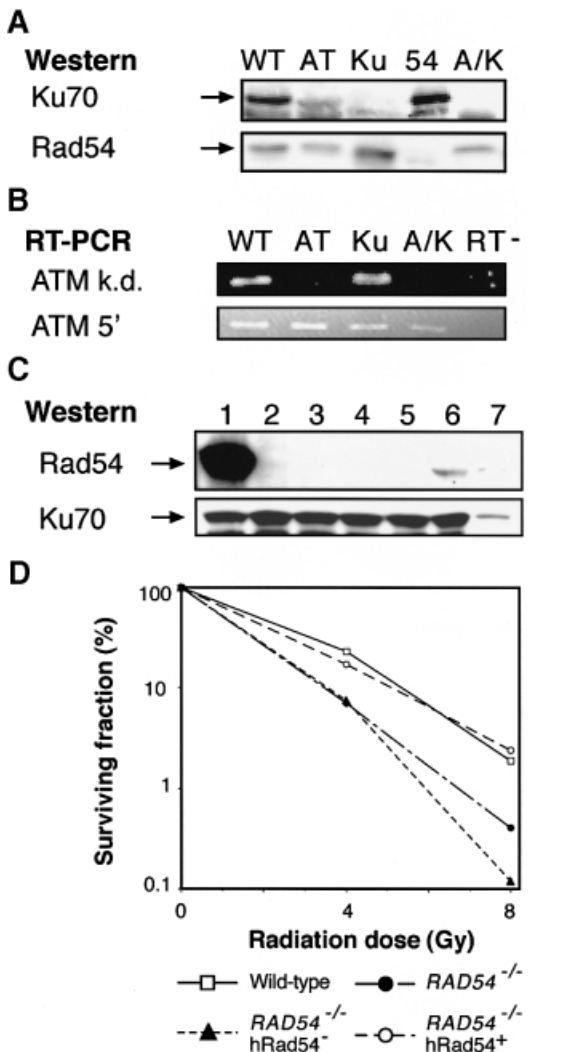 A
Western WT AT Ku 54 A/K
Ku70
Rad54
B
RT-PCR WT AT Ku A/K RT -
ATM k.d.
ATM 5'
C
Western 1 2 3 4 5 6 7
Rad54
Ku70
D
Surviving fraction (%)
100
10
1
0.1
0 4 8
Radiation dose (Gy)
Wild-type RAD54 -/-
RAD54 -/- hRad54-
RAD54 -/- hRad54+